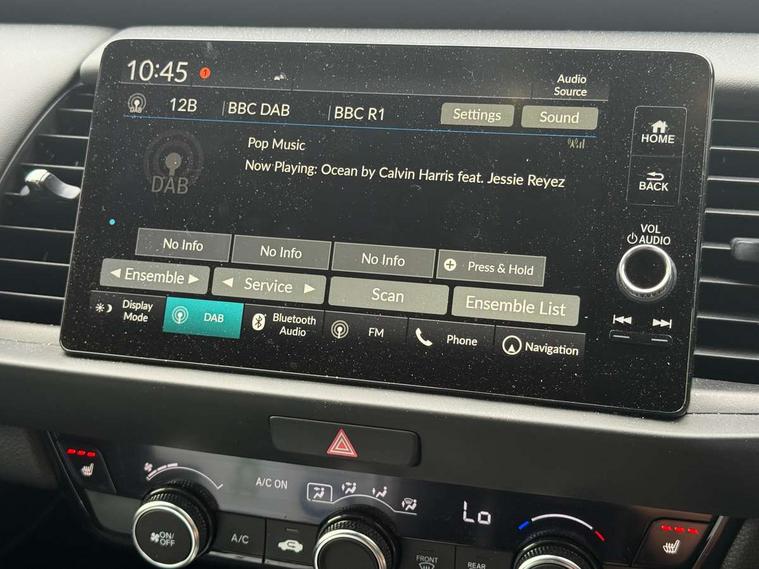 10:45 1
Audio
Source
DAB 12B BBC DAB BBC R1 Settings Sound
HOME
Pop Music
Now Playing: Ocean by Calvin Harris feat. Jessie Reyez
DAB
BACK
VOL
AUDIO
No Info No Info No Info Press & Hold
Ensemble Service Scan Ensemble List
Display
Mode
DAB
Bluetooth
Audio
FM
Phone
Navigation
A/C ON
Lo
ON/
OFF
A/C
FRONT
REAR